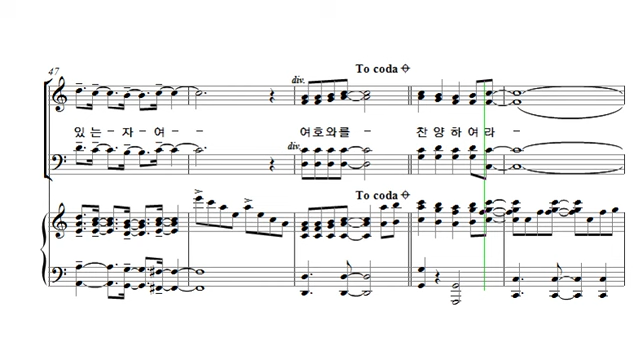 47
div.
To coda
있 는 - 자 - 여 - - 여 호 와 를 - 찬 양 하 여 라 -
div.
To coda